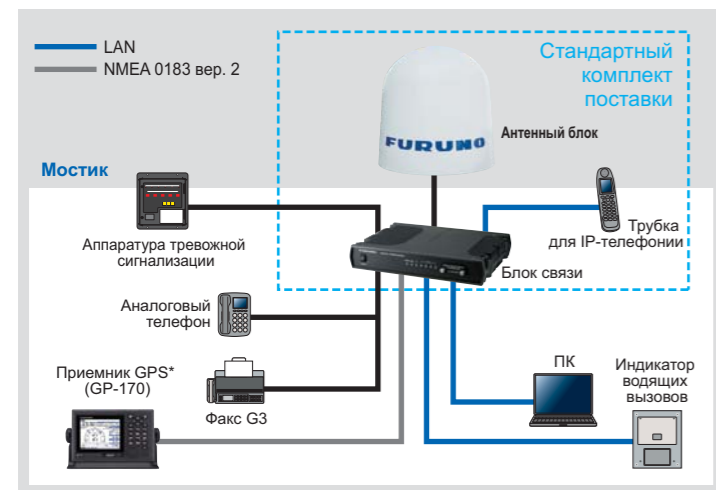 LAN
NMEA 0183 вер. 2
Стандартный
комплект
поставки
Антенный блок
FURUNO
Мостик
Аппаратура тревожной
сигнализации
Трубка
для IP-телефонии
Блок связи
Аналоговый
телефон
Приемник GPS*
(GP-170)
Факс G3
ПК
Индикатор
водящих
вызовов